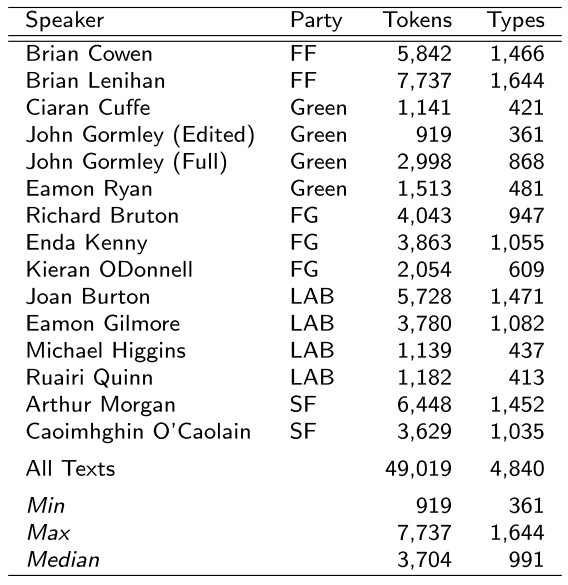 Speaker Party Tokens Types
Brian Cowen FF 5,842 1,466
Brian Lenihan FF 7,737 1,644
Ciaran Cuffe Green 1,141 421
John Gormley (Edited) Green 919 361
John Gormley (Full) Green 2,998 868
Eamon Ryan Green 1,513 481
Richard Bruton FG 4,043 947
Enda Kenny FG 3,863 1,055
Kieran ODonnell FG 2,054 609
Joan Burton LAB 5,728 1,471
Eamon Gilmore LAB 3,780 1,082
Michael Higgins LAB 1,139 437
Ruairi Quinn LAB 1,182 413
Arthur Morgan SF 6,448 1,452
Caoimhghin O'Caolain SF 3,629 1,035
All Texts 49,019 4,840
Min 919 361
Max 7,737 1,644
Median 3,704 991